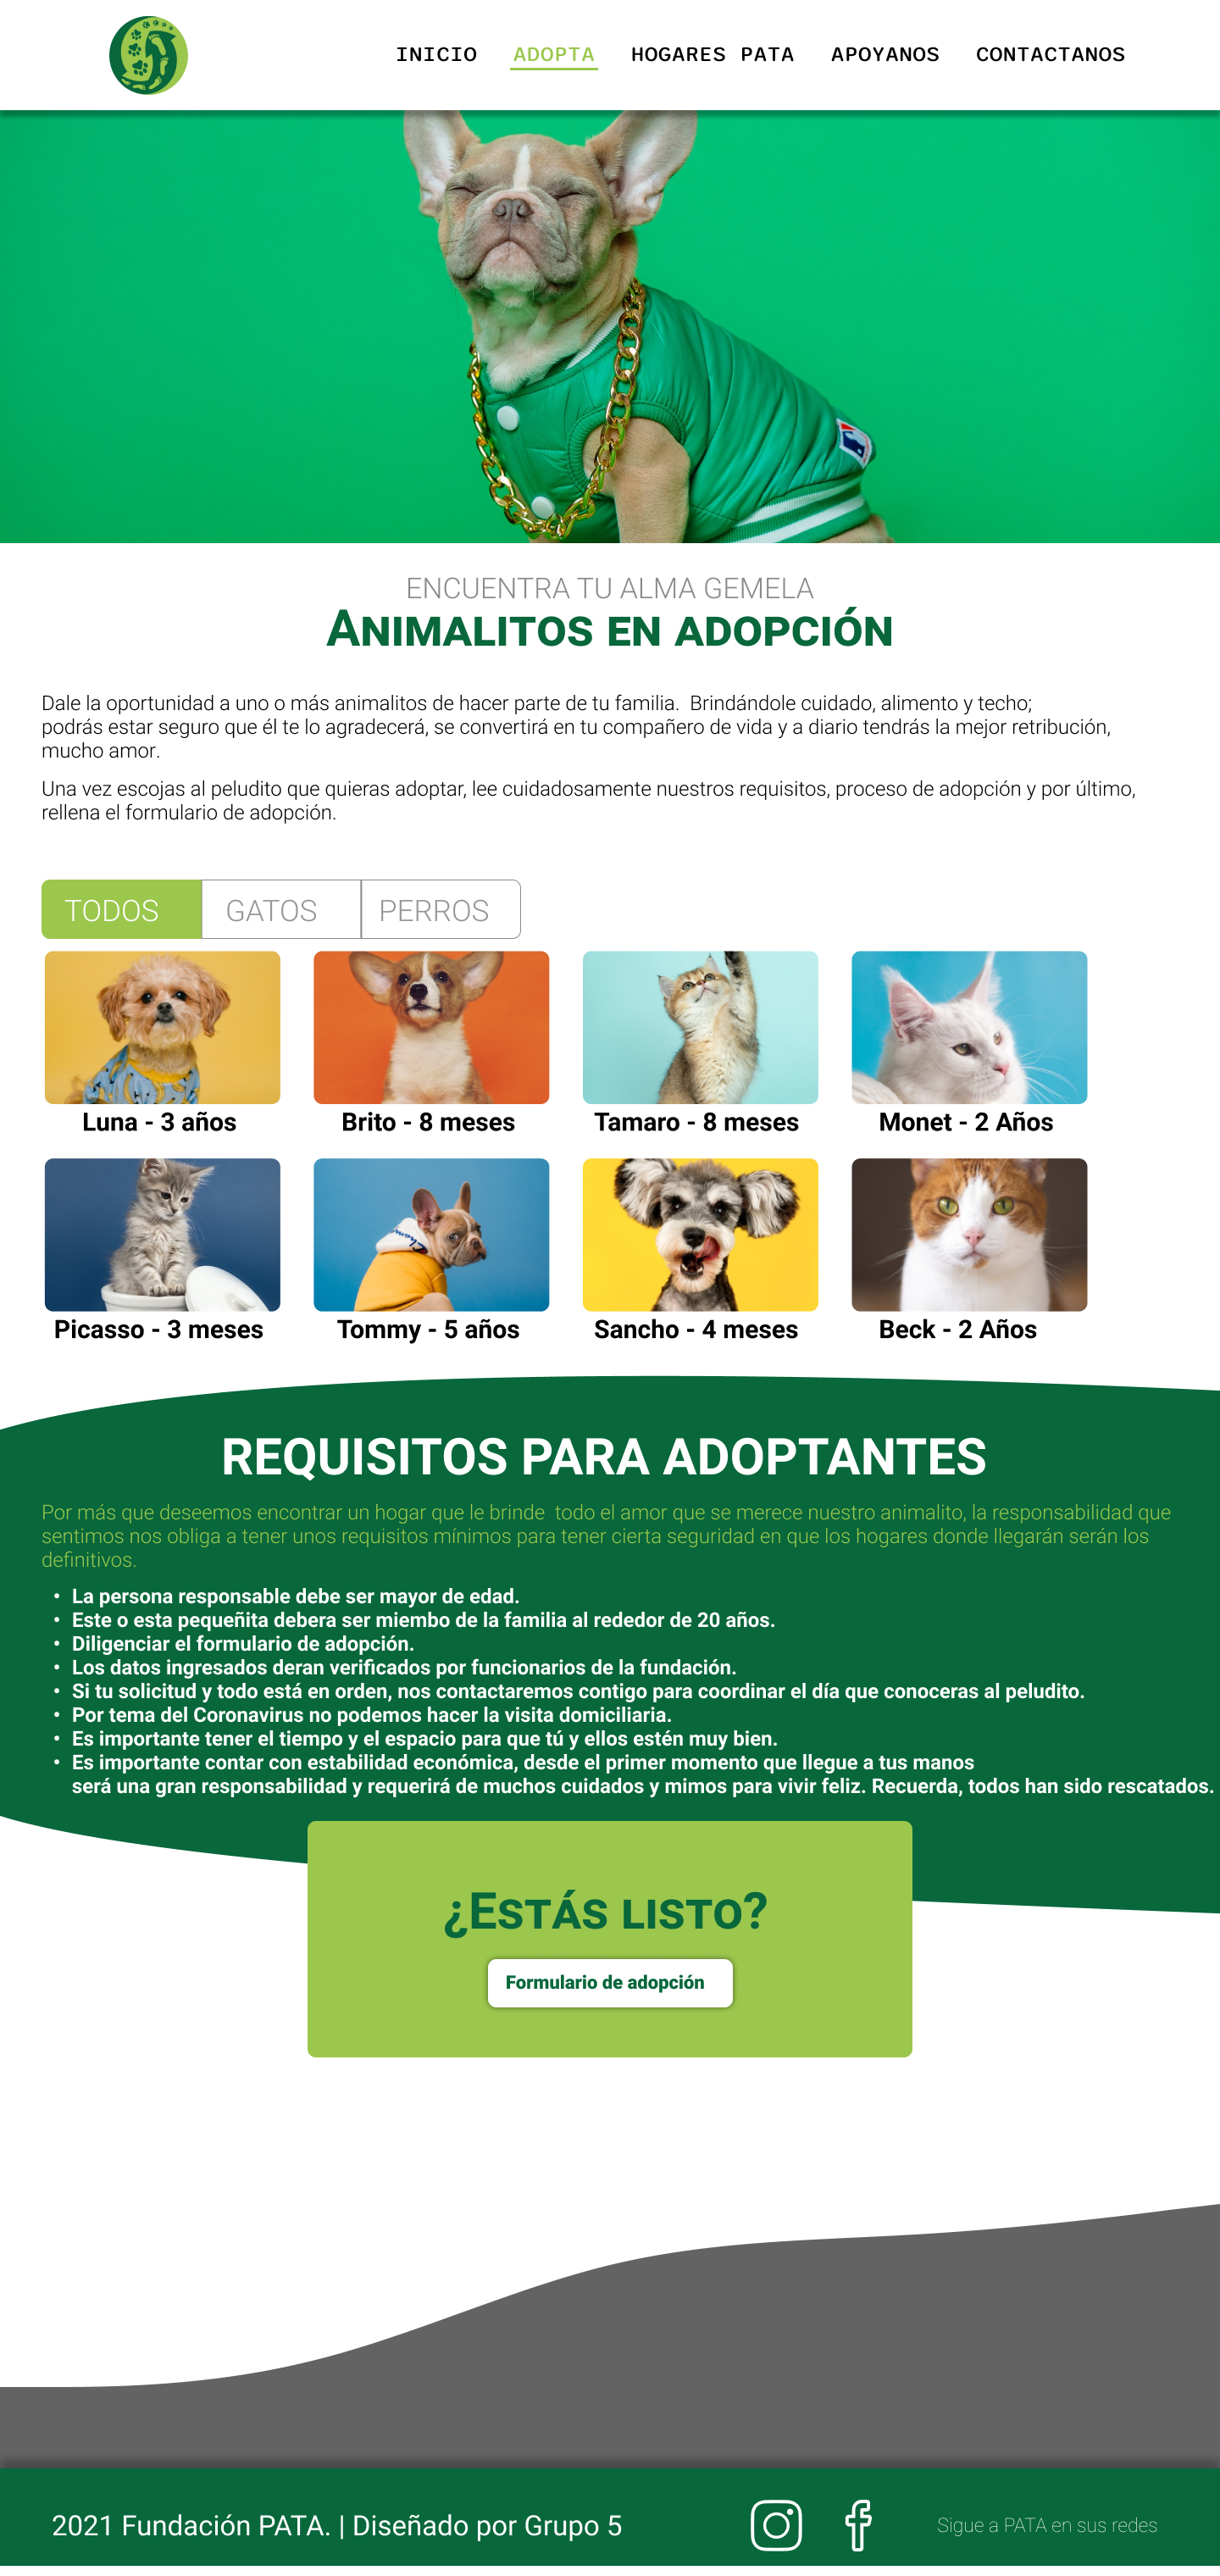 INICIO ADOPTA HOGARES PATA APOYANOS CONTACTANOS
ENCUENTRA TU ALMA GEMELA
ANIMALITOS EN ADOPCIÓN
Dale la oportunidad a uno o más animalitos de hacer parte de tu familia.  Brindándole cuidado, alimento y techo;
podrás estar seguro que él te lo agradecerá, se convertirá en tu compañero de vida y a diario tendrás la mejor retribución,
mucho amor.
Una vez escojas al peludito que quieras adoptar, lee cuidadosamente nuestros requisitos, proceso de adopción y por último,
rellena el formulario de adopción.
TODOS GATOS PERROS
Luna - 3 años
Brito - 8 meses
Tamaro - 8 meses
Monet - 2 Años
Picasso - 3 meses
Tommy - 5 años
Sancho - 4 meses
Beck - 2 Años
REQUISITOS PARA ADOPTANTES
Por más que deseemos encontrar un hogar que le brinde  todo el amor que se merece nuestro animalito, la responsabilidad que
sentimos nos obliga a tener unos requisitos mínimos para tener cierta seguridad en que los hogares donde llegarán serán los
definitivos.
• La persona responsable debe ser mayor de edad.
• Este o esta pequeñita debera ser miembo de la familia al rededor de 20 años.
• Diligenciar el formulario de adopción.
• Los datos ingresados deran verificados por funcionarios de la fundación.
• Si tu solicitud y todo está en orden, nos contactaremos contigo para coordinar el día que conoceras al peludito.
• Por tema del Coronavirus no podemos hacer la visita domiciliaria.
• Es importante tener el tiempo y el espacio para que tú y ellos estén muy bien.
• Es importante contar con estabilidad económica, desde el primer momento que llegue a tus manos
será una gran responsabilidad y requerirá de muchos cuidados y mimos para vivir feliz. Recuerda, todos han sido rescatados.
¿ESTÁS LISTO?
Formulario de adopción
2021 Fundación PATA. | Diseñado por Grupo 5
Sigue a PATA en sus redes